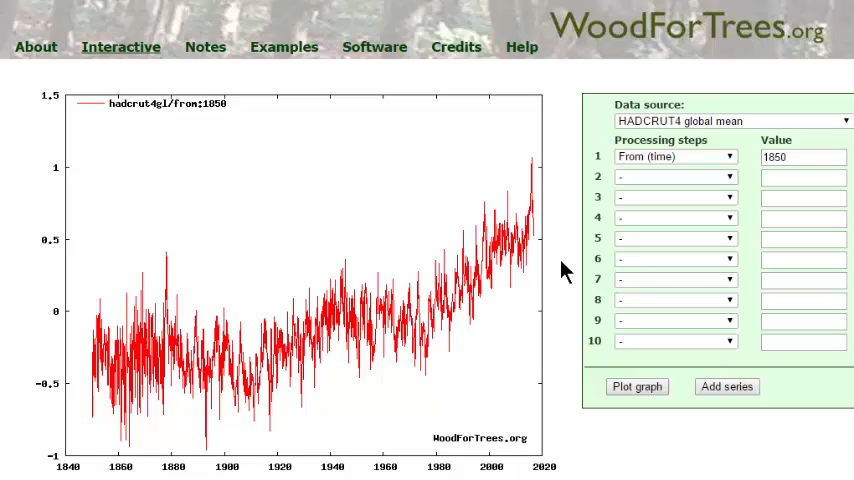 WoodForTrees.org
About Interactive Notes Examples Software Credits Help
1.5
1
0.5
0
-0.5
-1
hadcrut4gl/from:1850
WoodForTrees.org
1840 1860 1880 1900 1920 1940 1960 1980 2000 2020
Data source:
HADCRUT4 global mean
Processing steps Value
1 From (time) 1850
2 -
3 -
4 -
5 -
6 -
7 -
8 -
9 -
10 -
Plot graph Add series